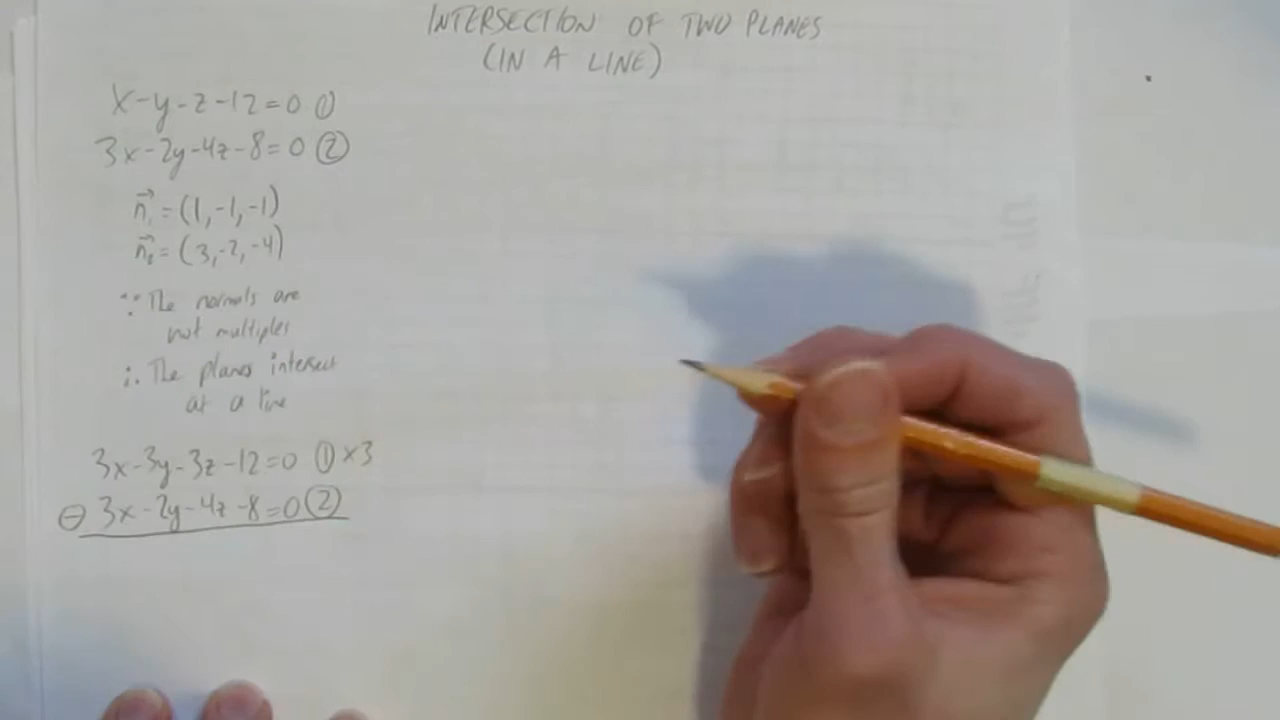 INTERSECTION OF TWO PLANES
(IN A LINE)
x-y-z-12=0 ①
3x-2y-4z-8=0 ②
n⃗₁=(1,-1,-1)
n⃗₂=(3,-2,-4)
∵ The normals are
not multiples
∴ The planes intersect
at a line
3x-3y-3z-12=0 ①×3
⊖ 3x-2y-4z-8=0 ②